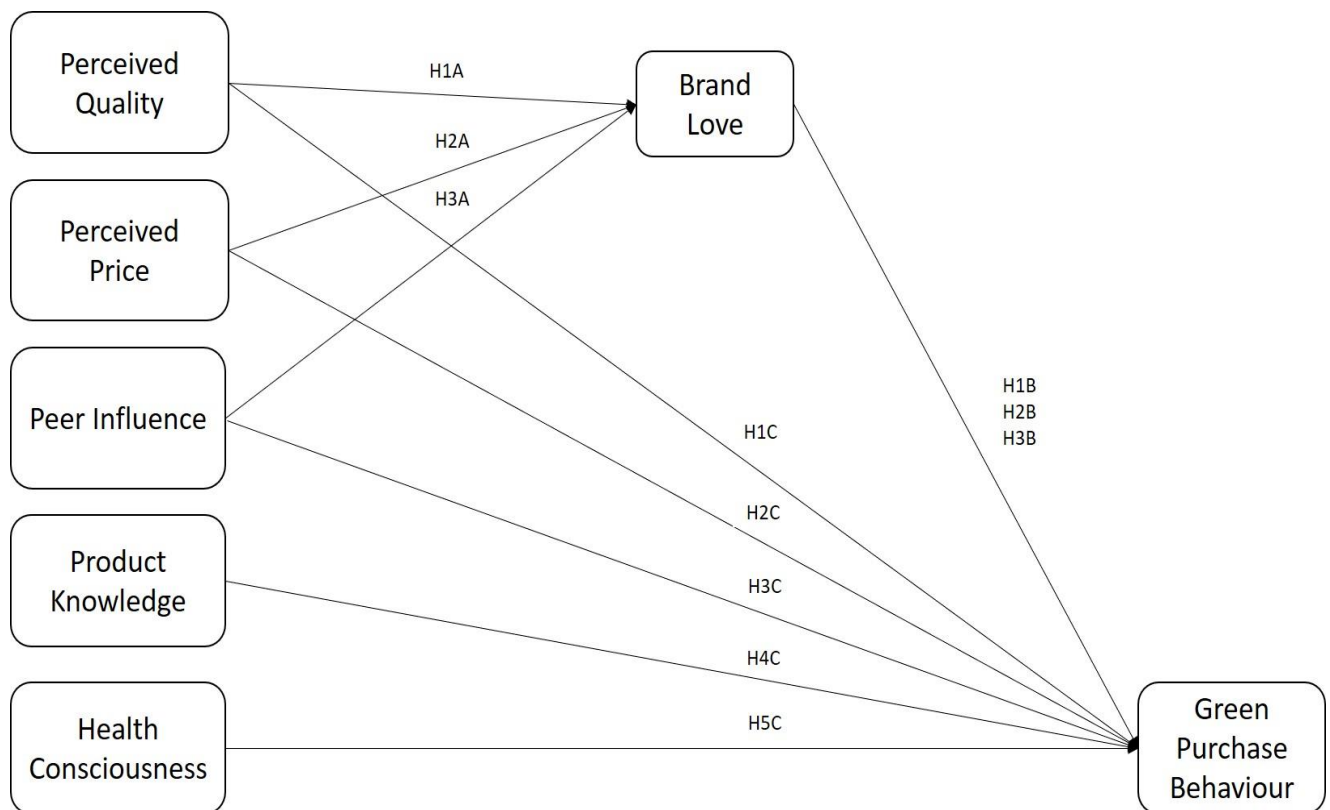 Perceived
Quality
H1A
Brand
Love
H2A
H3A
Perceived
Price
Peer Influence
H1B
H2B
H3B
H1C
H2C
Product
Knowledge
H3C
H4C
Health
Consciousness
H5C
Green
Purchase
Behaviour